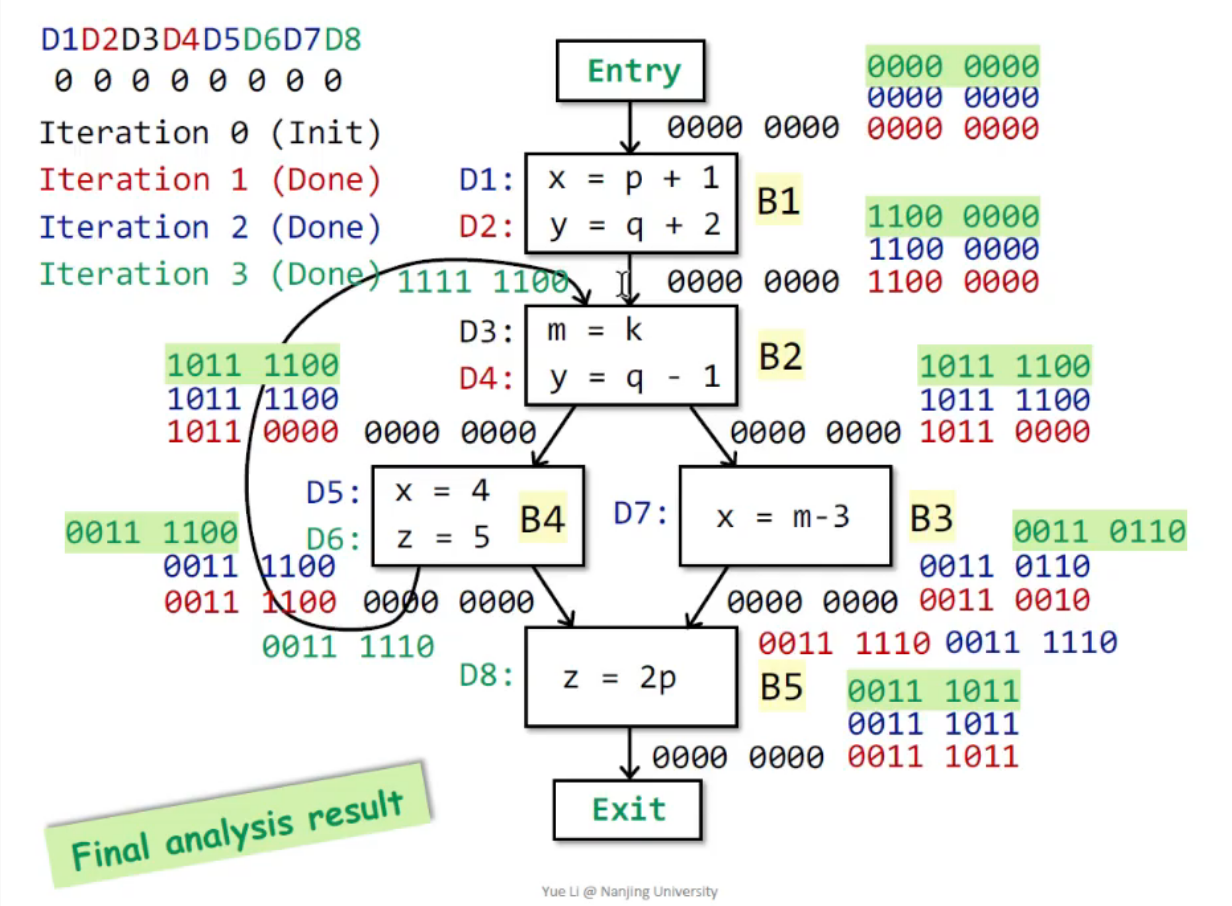 D1D2D3D4D5D6D7D8
0 0 0 0 0 0 0 0
Iteration 0 (Init)
Iteration 1 (Done)
Iteration 2 (Done)
Iteration 3 (Done)
Entry
0000 0000
0000 0000
0000 0000 0000 0000
D1: x = p + 1
D2: y = q + 2
B1
1100 0000
1100 0000
1111 1100 0000 0000 1100 0000
D3: m = k
D4: y = q - 1
B2
1011 1100
1011 1100
1011 0000 0000 0000
1011 1100
1011 1100
0000 0000 1011 0000
D5: x = 4
D6: z = 5
B4
D7: x = m-3
B3
0011 1100
0011 1100
0011 1100 0000 0000
0011 1110
0011 0110
0011 0110
0000 0000 0011 0010
0011 1110 0011 1110
D8: z = 2p
B5
0011 1011
0011 1011
0000 0000 0011 1011
Exit
Final analysis result
Yue Li @ Nanjing University